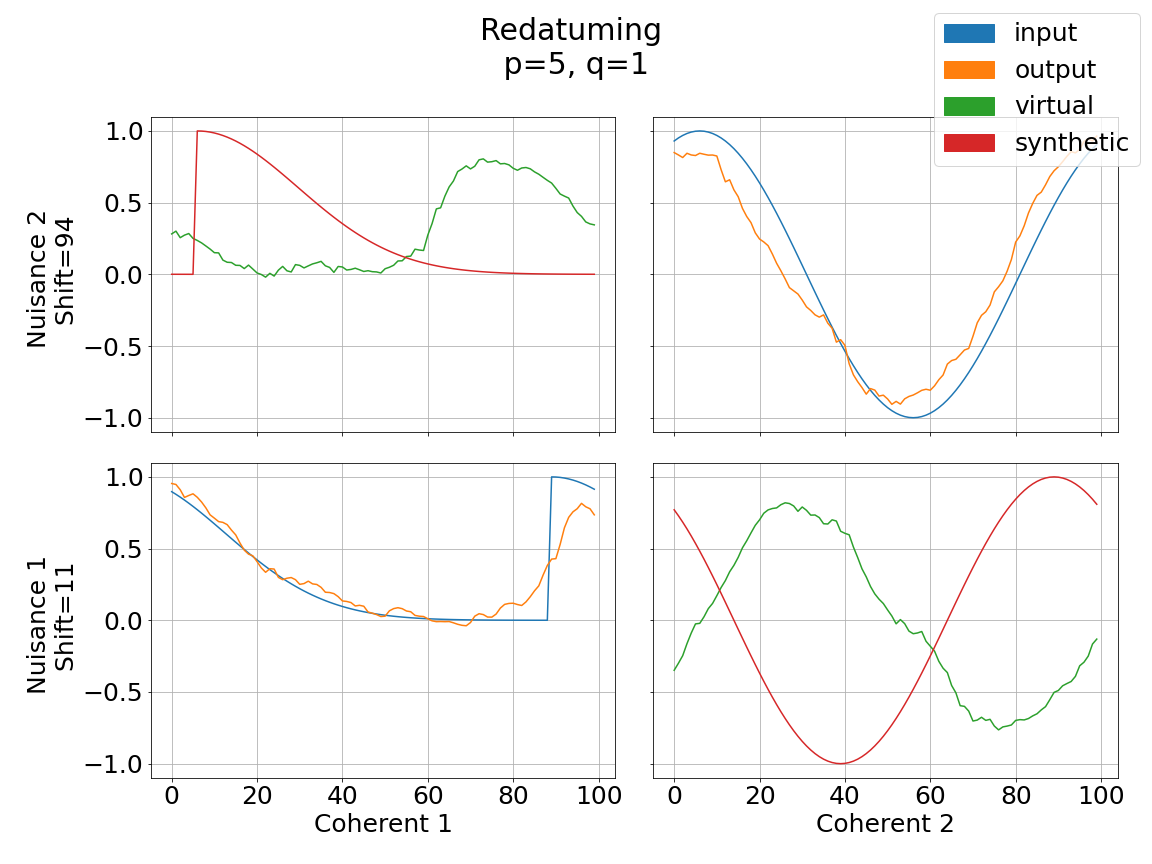 Redatuming
p=5, q=1
input
output
virtual
synthetic
Nuisance 2
Shift=94
1.0
0.5
0.0
−0.5
−1.0
Nuisance 1
Shift=11
1.0
0.5
0.0
−0.5
−1.0
0 20 40 60 80 100
0 20 40 60 80 100
Coherent 1
Coherent 2